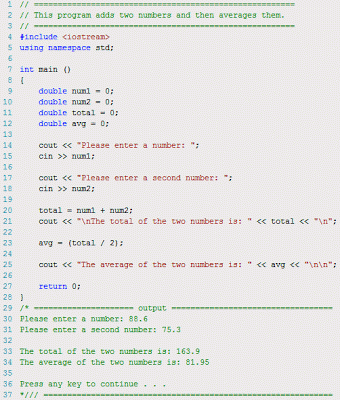 1 // =======================================================
2 // This program adds two numbers and then averages them.
3 // =======================================================
4 #include <iostream>
5 using namespace std;
6
7 int main ()
8 {
9 double num1 = 0;
10 double num2 = 0;
11 double total = 0;
12 double avg = 0;
13
14 cout << "Please enter a number: ";
15 cin >> num1;
16
17 cout << "Please enter a second number: ";
18 cin >> num2;
19
20 total = num1 + num2;
21 cout << "\nThe total of the two numbers is: " << total << "\n";
22
23 avg = (total / 2);
24
25 cout << "The average of the two numbers is: " << avg << "\n\n";
26
27 return 0;
28 }
29 /* ===================== output ==================================
30 Please enter a number: 88.6
31 Please enter a second number: 75.3
32
33 The total of the two numbers is: 163.9
34 The average of the two numbers is: 81.95
35
36 Press any key to continue . . .
37 *// =============================================================